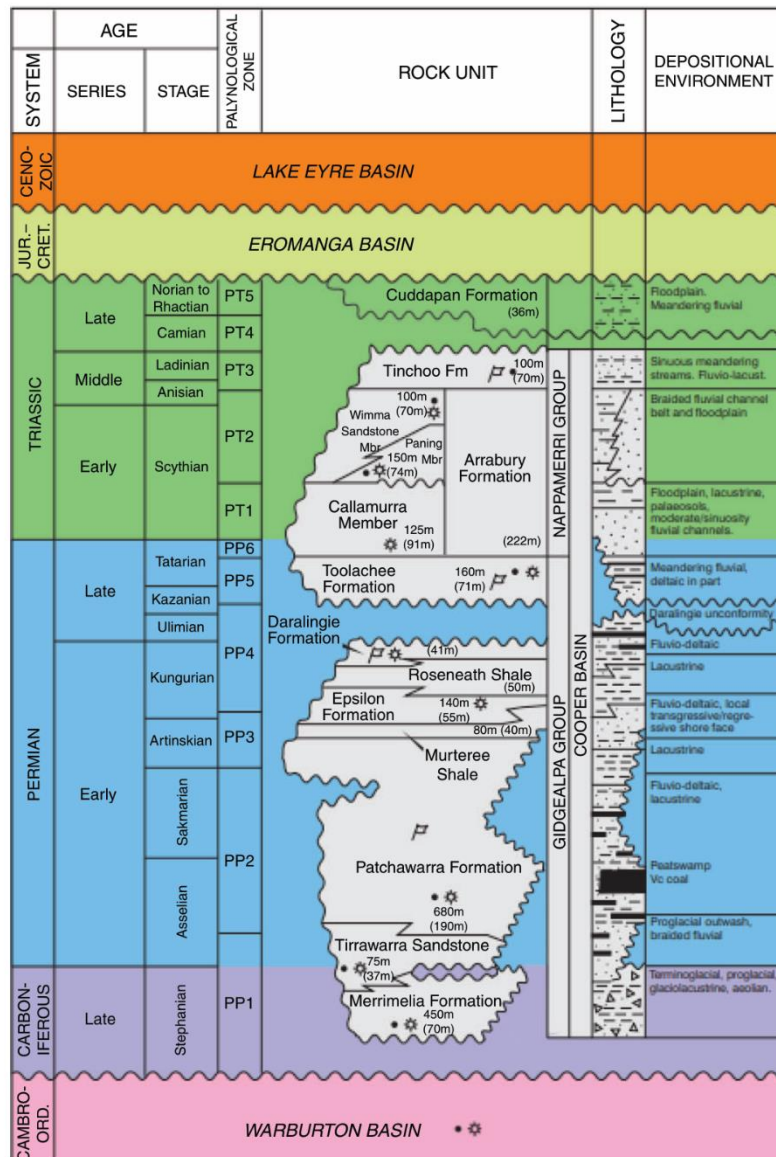 AGE
SYSTEM
SERIES
STAGE
PALYNOLOGICAL
ZONE
ROCK UNIT
LITHOLOGY
DEPOSITIONAL
ENVIRONMENT
CENO-
ZOIC
LAKE EYRE BASIN
JUR.–
CRET.
EROMANGA BASIN
TRIASSIC
Late
Norian to
Rhactian
PT5
Cuddapan Formation
(36m)
Floodplain.
Meandering fluvial
Camian
PT4
Middle
Ladinian
PT3
Tinchoo Fm
100m
(70m)
Sinuous meandering
streams. Fluvio-lacust.
Anisian
Early
Scythian
PT2
100m
(70m)
Wimma
Sandstone
Mbr
Paning
Mbr
150m
(74m)
Arrabury
Formation
(222m)
NAPPAMERRI GROUP
Braided fluvial channel
belt and floodplain
PT1
Callamurra
Member
125m
(91m)
Floodplain, lacustrine,
palaeosols,
moderate/sinuosity
fluvial channels.
PERMIAN
Late
Tatarian
PP6
PP5
Toolachee
Formation
160m
(71m)
Meandering fluvial,
deltaic in part
Kazanian
Ulimian
Daralingie unconformity
COOPER BASIN
GIDGEALPA GROUP
Early
Kungurian
PP4
Daralingie
Formation
(41m)
Fluvio-deltaic
Roseneath Shale
(50m)
Lacustrine
Epsilon
Formation
140m
(55m)
Fluvio-deltaic, local
transgressive/regre-
ssive shore face
Artinskian
PP3
80m (40m)
Murteree
Shale
Lacustrine
Sakmarian
PP2
Fluvio-deltaic,
lacustrine
Asselian
Patchawarra Formation
680m
(190m)
Peatswamp
Vc coal
Tirrawarra Sandstone
75m
(37m)
Proglacial outwash,
braided fluvial
CARBON-
IFEROUS
Late
Stephanian
PP1
Merrimelia Formation
450m
(70m)
Terminoglacial, proglacial,
glaciolacustrine, aeolian.
CAMBRO-
ORD.
WARBURTON BASIN